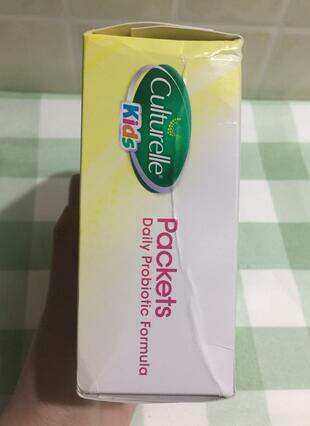 Culturelle®
Kids
Packets
Daily Probiotic Formula